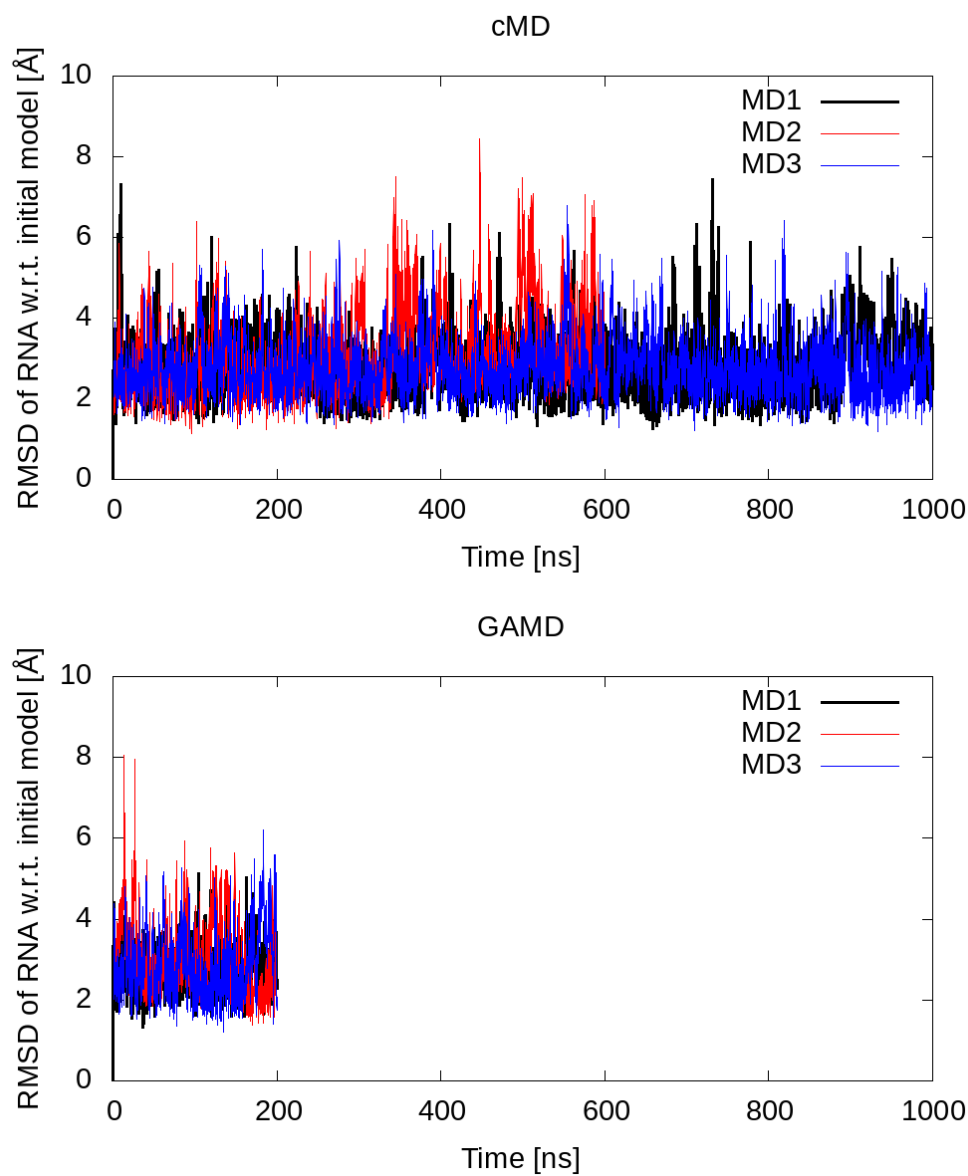 cMD
RMSD of RNA w.r.t. initial model [Å]
10
8
6
4
2
0
MD1
MD2
MD3
0 200 400 600 800 1000
Time [ns]
GAMD
RMSD of RNA w.r.t. initial model [Å]
10
8
6
4
2
0
MD1
MD2
MD3
0 200 400 600 800 1000
Time [ns]